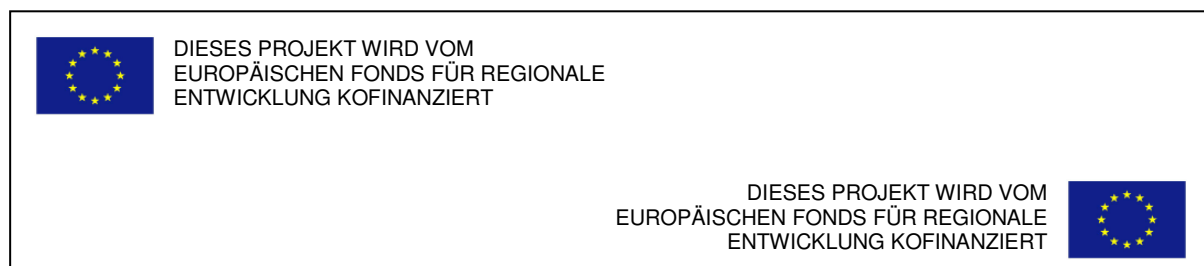 DIESES PROJEKT WIRD VOM
EUROPÄISCHEN FONDS FÜR REGIONALE
ENTWICKLUNG KOFINANZIERT
DIESES PROJEKT WIRD VOM
EUROPÄISCHEN FONDS FÜR REGIONALE
ENTWICKLUNG KOFINANZIERT